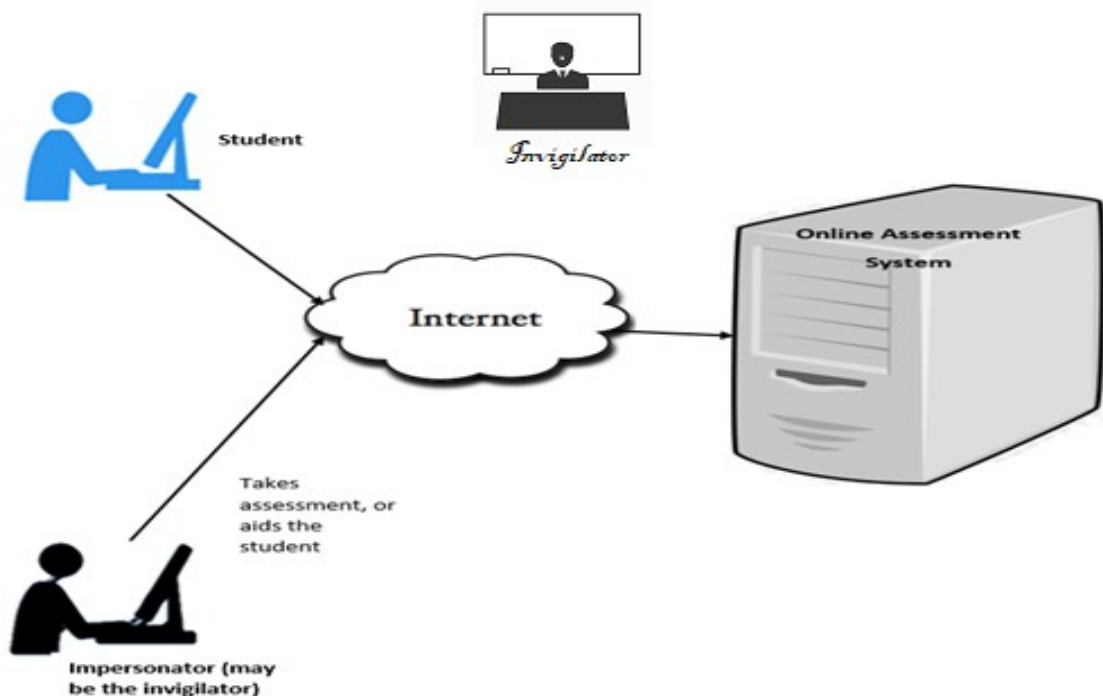 Invigilator
Student
Online Assessment
System
Internet
Takes
assessment, or
aids the
student
Impersonator (may
be the invigilator)